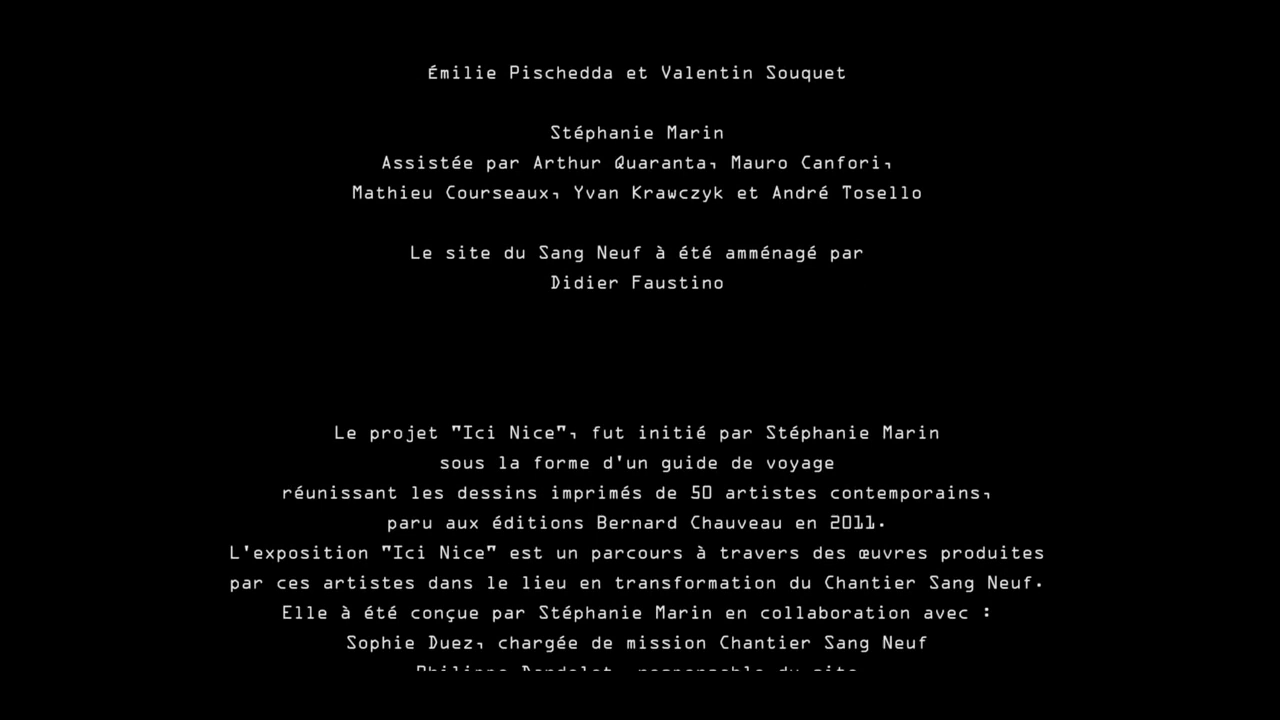 Émilie Pischedda et Valentin Souquet
Stéphanie Marin
Assistée par Arthur Quaranta, Mauro Canfori,
Mathieu Courseaux, Yvan Krawczyk et André Tosello
Le site du Sang Neuf à été amménagé par
Didier Faustino
Le projet "Ici Nice", fut initié par Stéphanie Marin
sous la forme d'un guide de voyage
réunissant les dessins imprimés de 50 artistes contemporains,
paru aux éditions Bernard Chauveau en 2011.
L'exposition "Ici Nice" est un parcours à travers des œuvres produites
par ces artistes dans le lieu en transformation du Chantier Sang Neuf.
Elle à été conçue par Stéphanie Marin en collaboration avec :
Sophie Duez, chargée de mission Chantier Sang Neuf
responsable du site